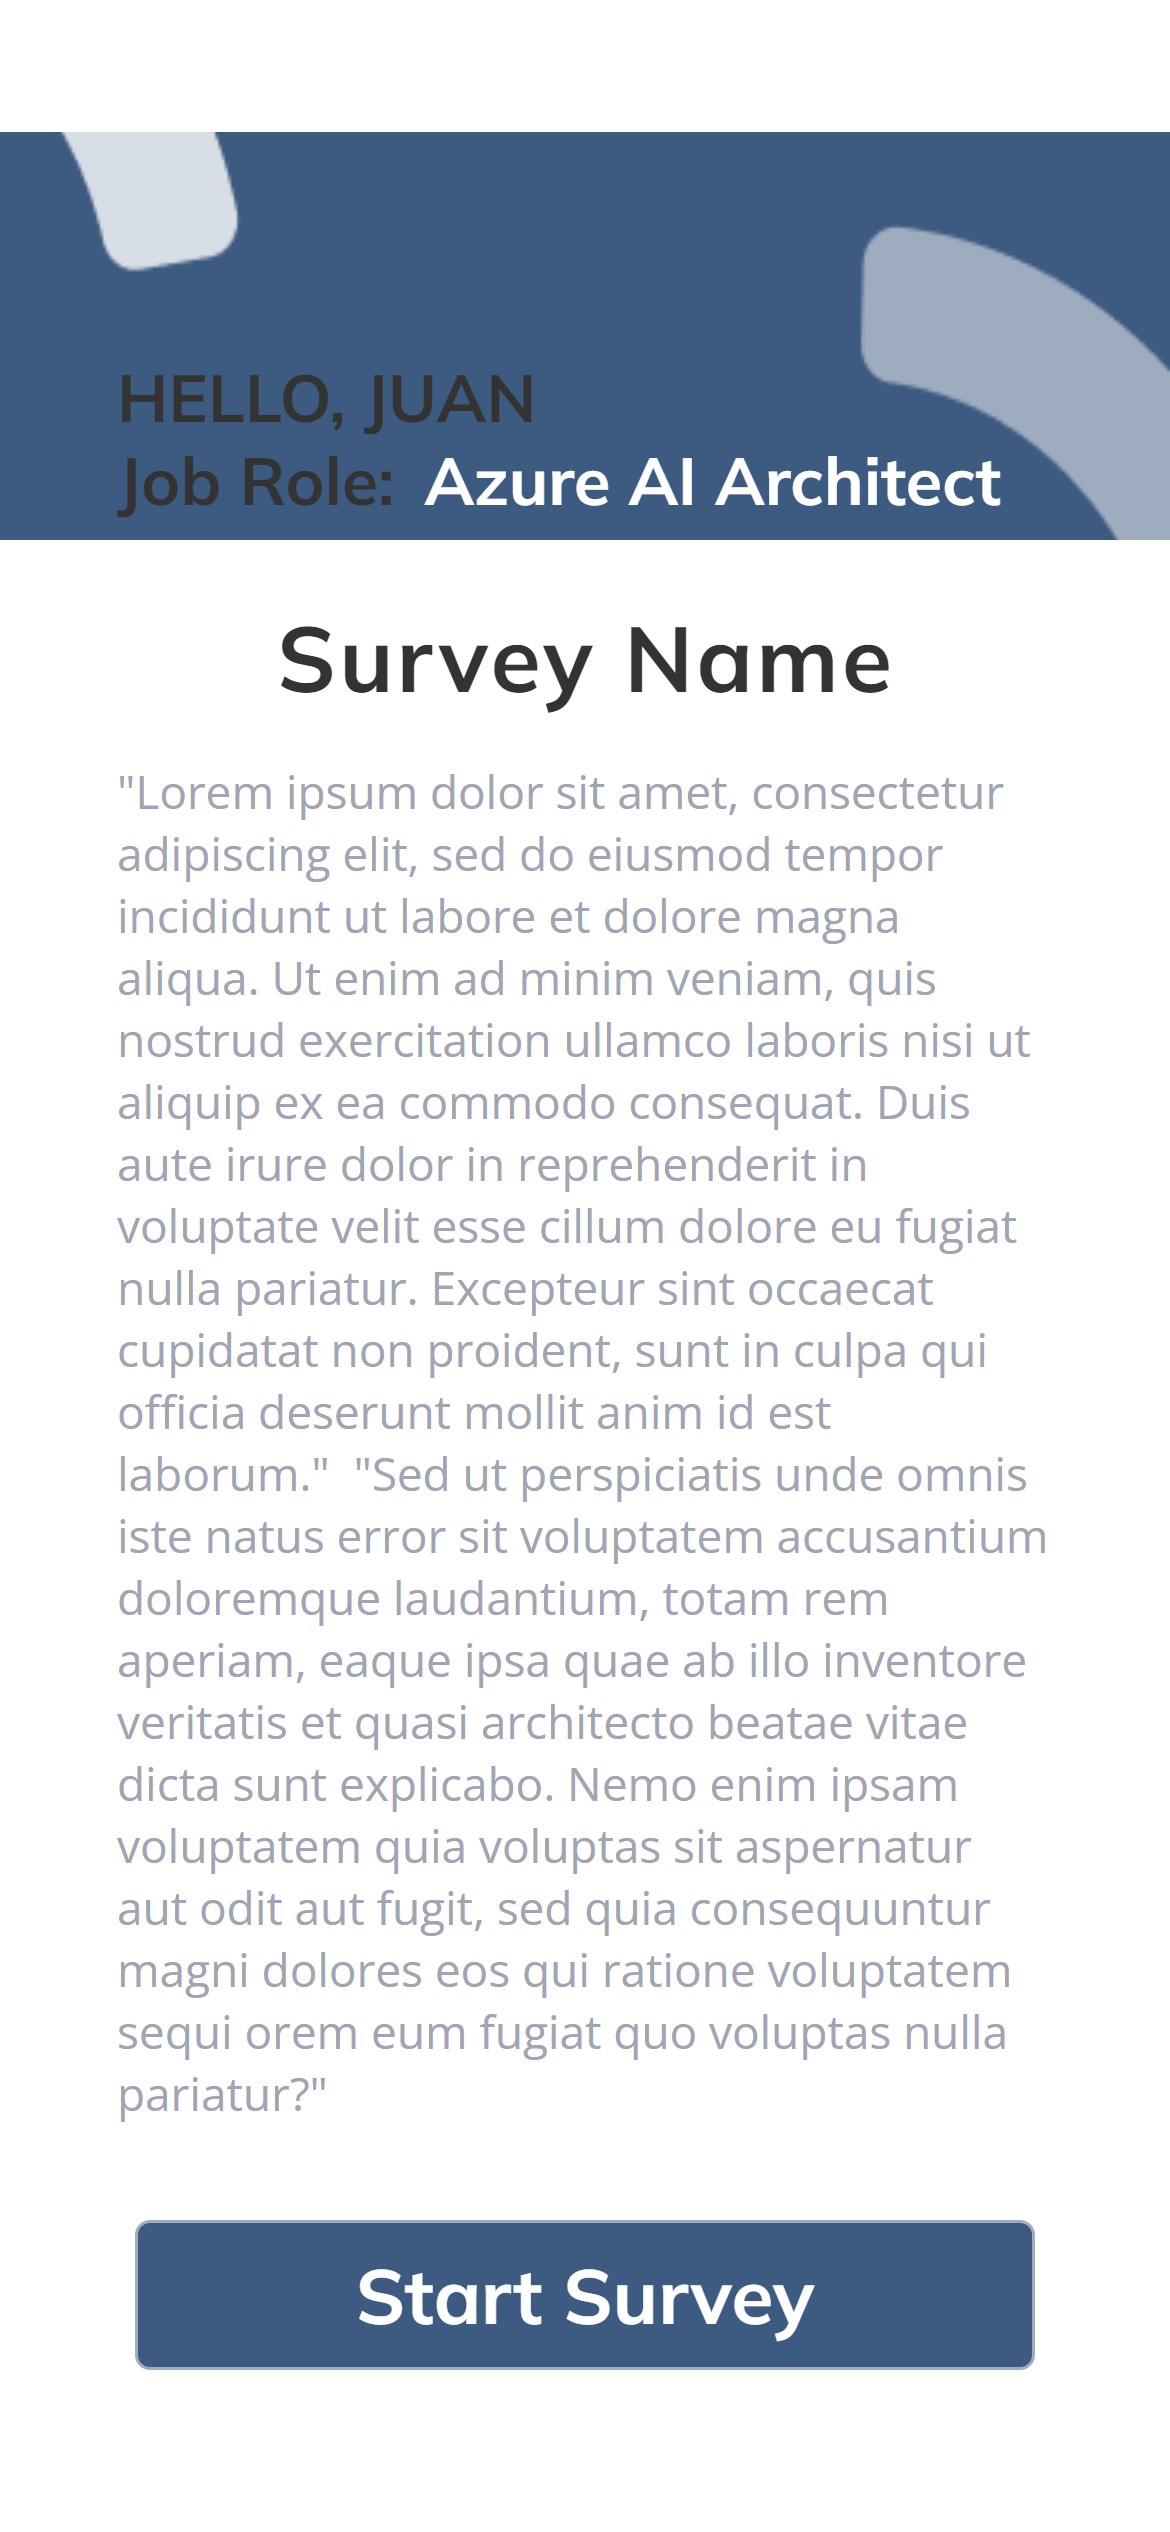 HELLO, JUAN
Job Role: Azure AI Architect
Survey Name
"Lorem ipsum dolor sit amet, consectetur
adipiscing elit, sed do eiusmod tempor
incididunt ut labore et dolore magna
aliqua. Ut enim ad minim veniam, quis
nostrud exercitation ullamco laboris nisi ut
aliquip ex ea commodo consequat. Duis
aute irure dolor in reprehenderit in
voluptate velit esse cillum dolore eu fugiat
nulla pariatur. Excepteur sint occaecat
cupidatat non proident, sunt in culpa qui
officia deserunt mollit anim id est
laborum."  "Sed ut perspiciatis unde omnis
iste natus error sit voluptatem accusantium
doloremque laudantium, totam rem
aperiam, eaque ipsa quae ab illo inventore
veritatis et quasi architecto beatae vitae
dicta sunt explicabo. Nemo enim ipsam
voluptatem quia voluptas sit aspernatur
aut odit aut fugit, sed quia consequuntur
magni dolores eos qui ratione voluptatem
sequi orem eum fugiat quo voluptas nulla
pariatur?"
Start Survey